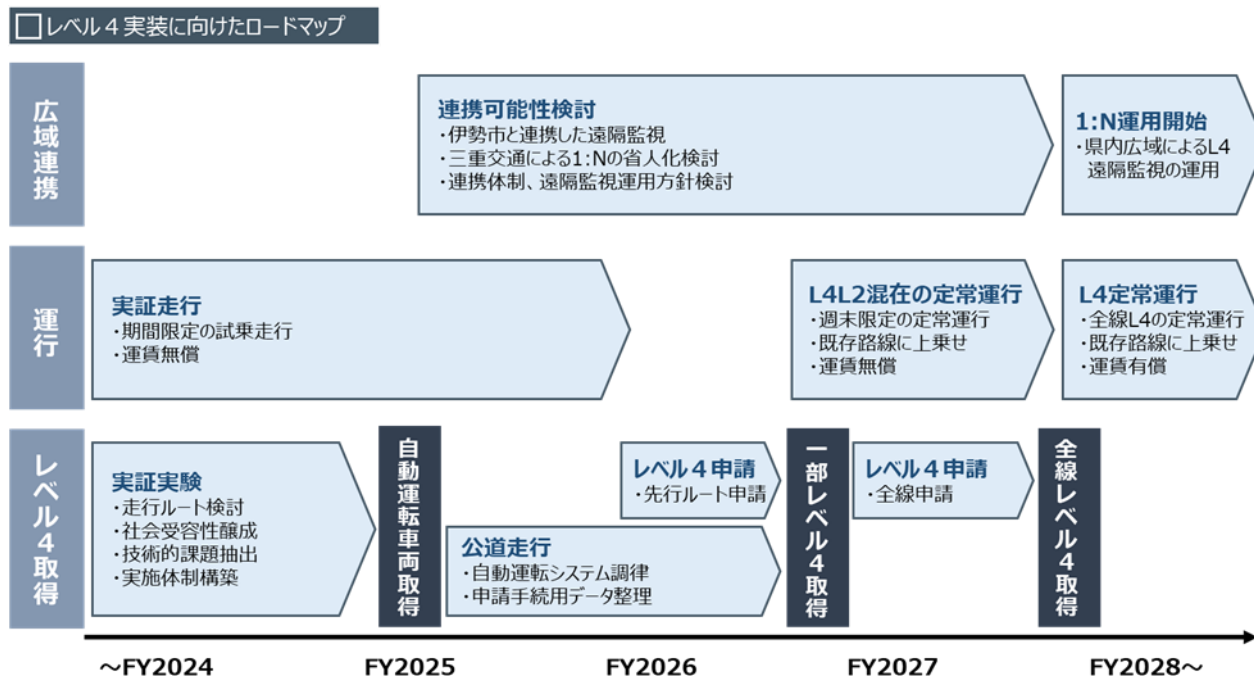 レベル４実装に向けたロードマップ
広域連携
連携可能性検討
・伊勢市と連携した遠隔監視
・三重交通による1:Nの省人化検討
・連携体制、遠隔監視運用方針検討
1:N運用開始
・県内広域によるL4
遠隔監視の運用
運行
実証走行
・期間限定の試乗走行
・運賃無償
L4L2混在の定常運行
・週末限定の定常運行
・既存路線に上乗せ
・運賃無償
L4定常運行
・全線L4の定常運行
・既存路線に上乗せ
・運賃有償
レベル４取得
実証実験
・走行ルート検討
・社会受容性醸成
・技術的課題抽出
・実施体制構築
自動運転車両取得
レベル４申請
・先行ルート申請
公道走行
・自動運転システム調律
・申請手続用データ整理
一部レベル４取得
レベル４申請
・全線申請
全線レベル４取得
～FY2024
FY2025
FY2026
FY2027
FY2028～